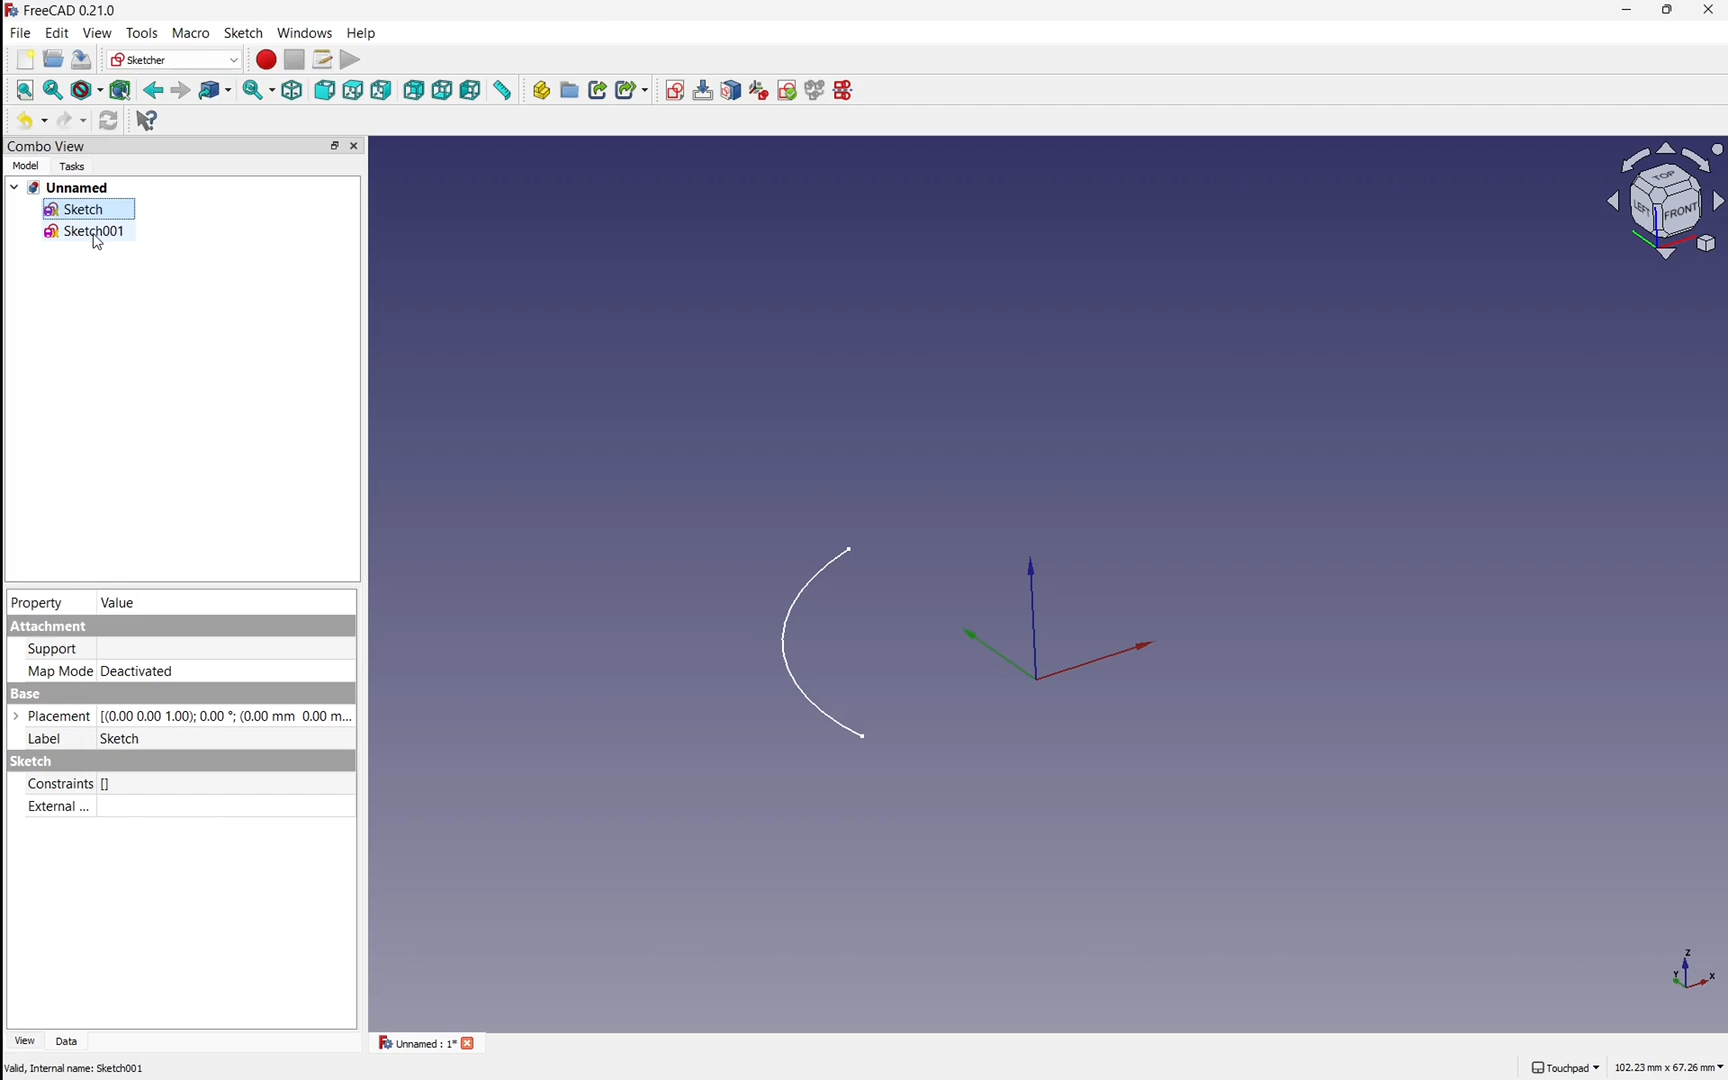 FreeCAD 0.21.0
File Edit View Tools Macro Sketch Windows Help
Sketcher
Combo View
Model Tasks
Unnamed
Sketch
Sketch001
TOP
LEFT FRONT
Property Value
Attachment
Support
Map Mode Deactivated
Base
Placement [(0.00 0.00 1.00); 0.00 °; (0.00 mm 0.00 m...
Label Sketch
Sketch
Constraints []
External ...
Z
Y X
View Data
Unnamed : 1*
Valid, Internal name: Sketch001
Touchpad 102.23 mm x 67.26 mm